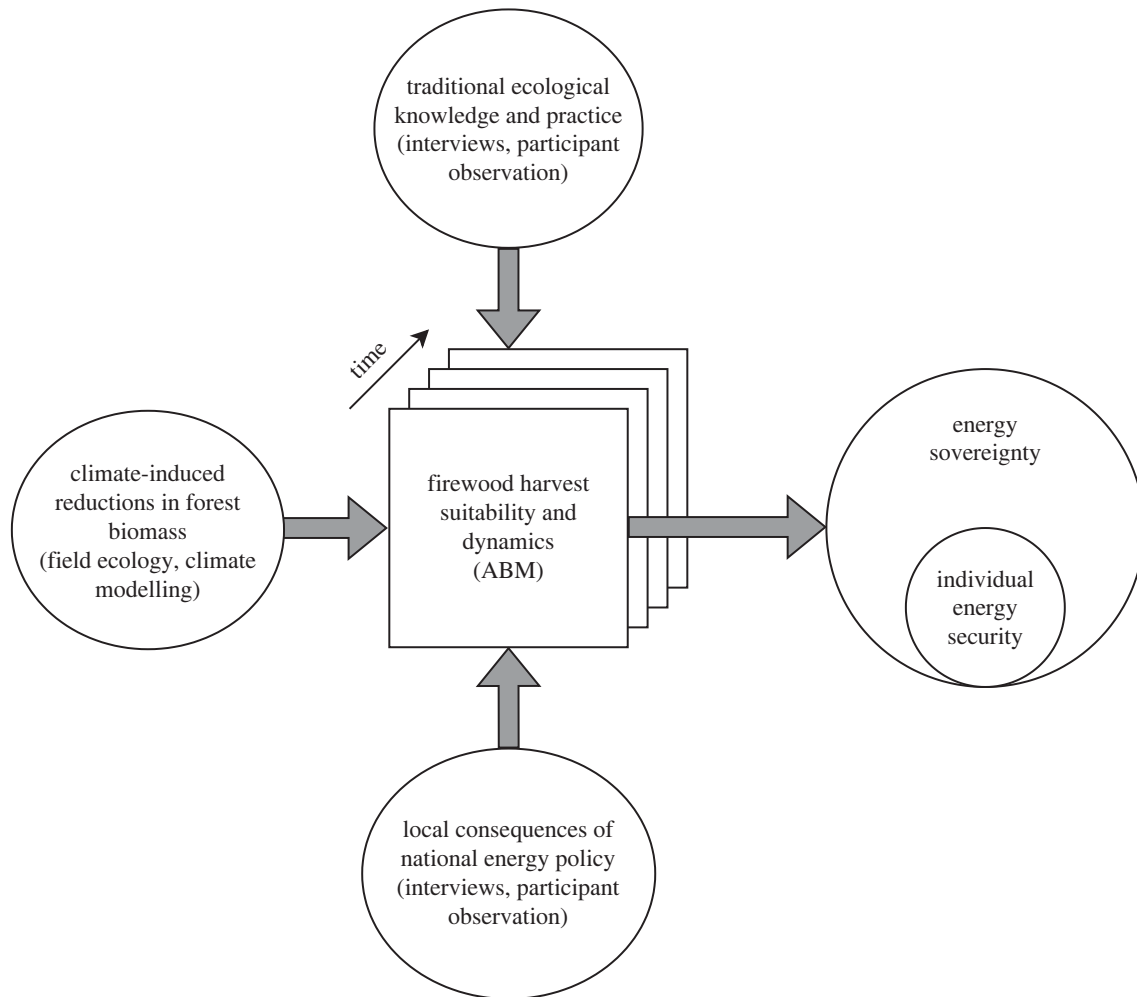 traditional ecological
knowledge and practice
(interviews, participant
observation)
time
climate-induced
reductions in forest
biomass
(field ecology, climate
modelling)
firewood harvest
suitability and
dynamics
(ABM)
energy
sovereignty
individual
energy
security
local consequences of
national energy policy
(interviews, participant
observation)